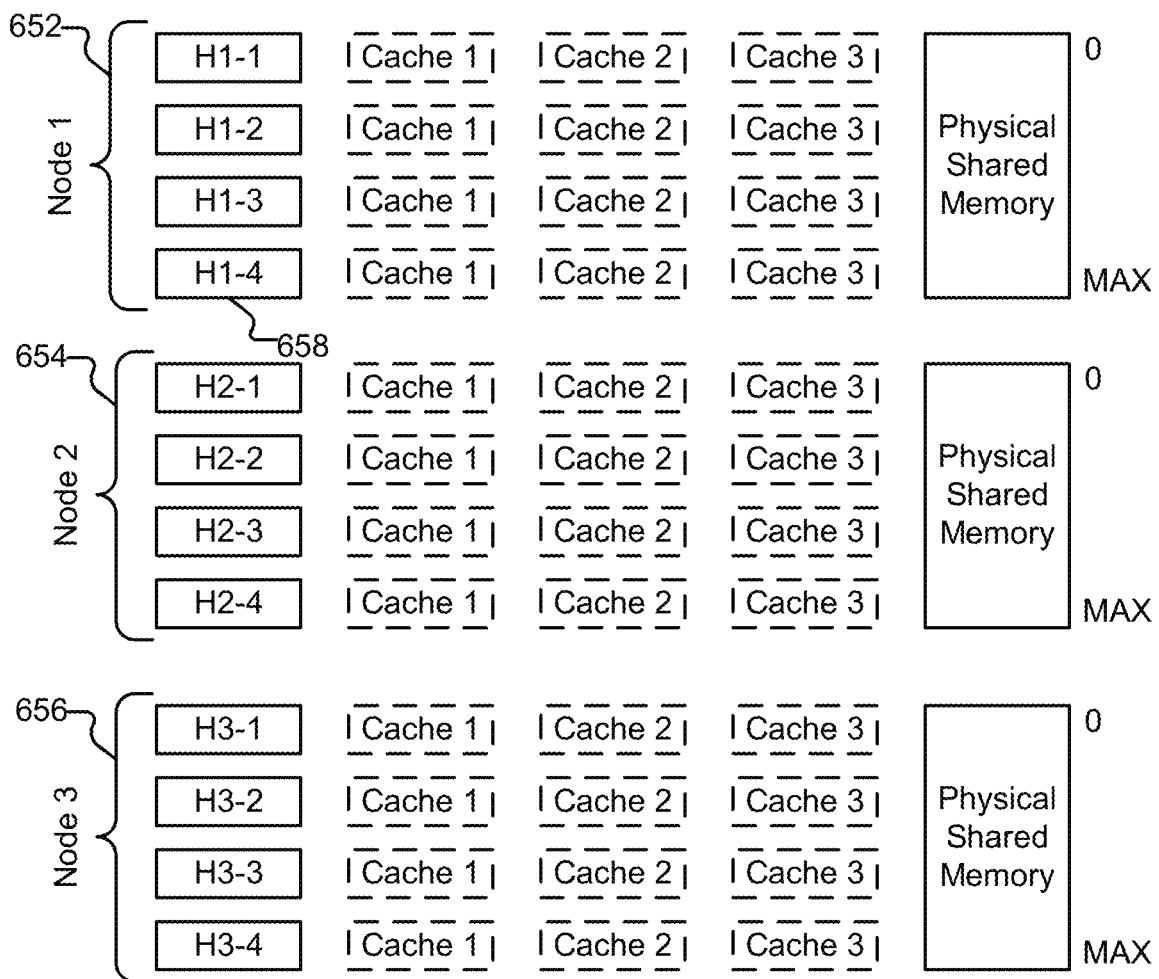 652
Node 1
H1-1 Cache 1 Cache 2 Cache 3 0
H1-2 Cache 1 Cache 2 Cache 3
H1-3 Cache 1 Cache 2 Cache 3
H1-4 Cache 1 Cache 2 Cache 3 MAX
Physical
Shared
Memory
658
654
Node 2
H2-1 Cache 1 Cache 2 Cache 3 0
H2-2 Cache 1 Cache 2 Cache 3
H2-3 Cache 1 Cache 2 Cache 3
H2-4 Cache 1 Cache 2 Cache 3 MAX
Physical
Shared
Memory
656
Node 3
H3-1 Cache 1 Cache 2 Cache 3 0
H3-2 Cache 1 Cache 2 Cache 3
H3-3 Cache 1 Cache 2 Cache 3
H3-4 Cache 1 Cache 2 Cache 3 MAX
Physical
Shared
Memory